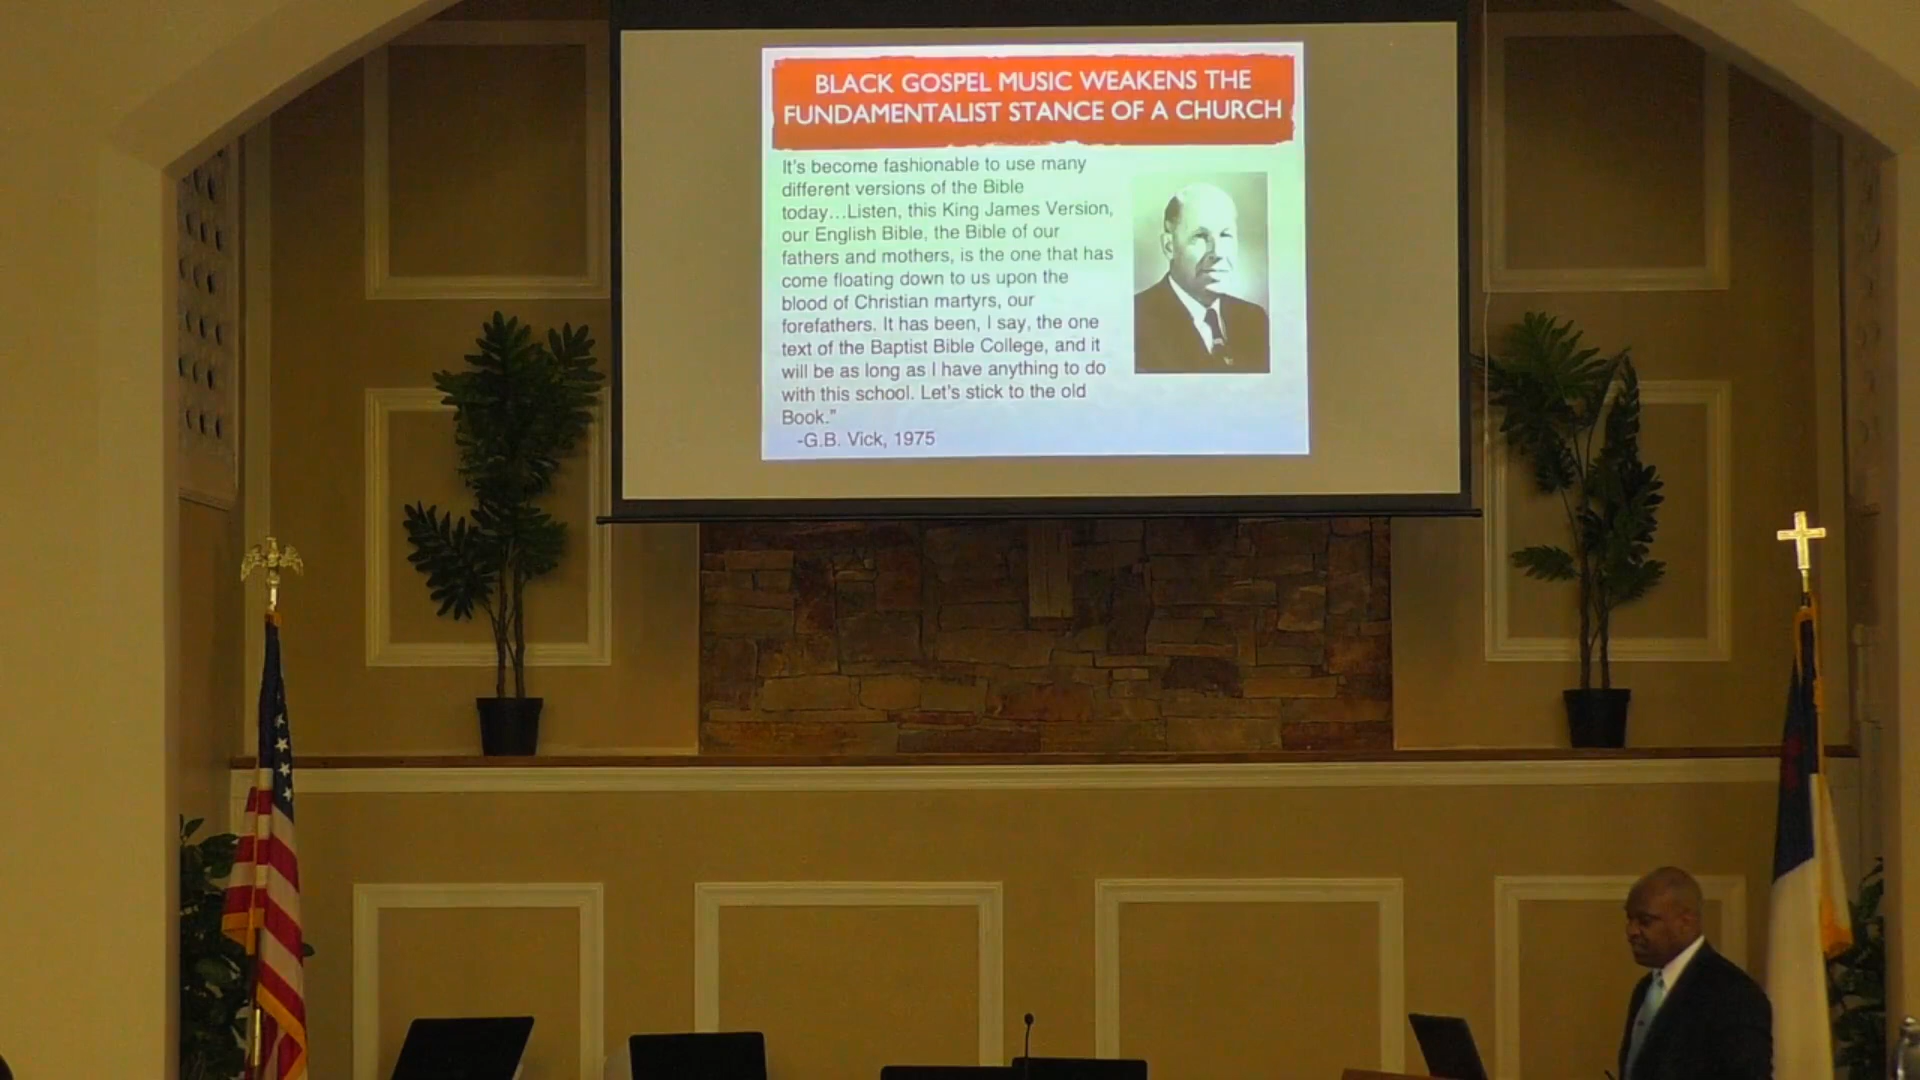 BLACK GOSPEL MUSIC WEAKENS THE
FUNDAMENTALIST STANCE OF A CHURCH
It's become fashionable to use many
different versions of the Bible
today...Listen, this King James Version,
our English Bible, the Bible of our
fathers and mothers, is the one that has
come floating down to us upon the
blood of Christian martyrs, our
forefathers. It has been, I say, the one
text of the Baptist Bible College, and it
will be as long as I have anything to do
with this school. Let's stick to the old
Book."
-G.B. Vick, 1975